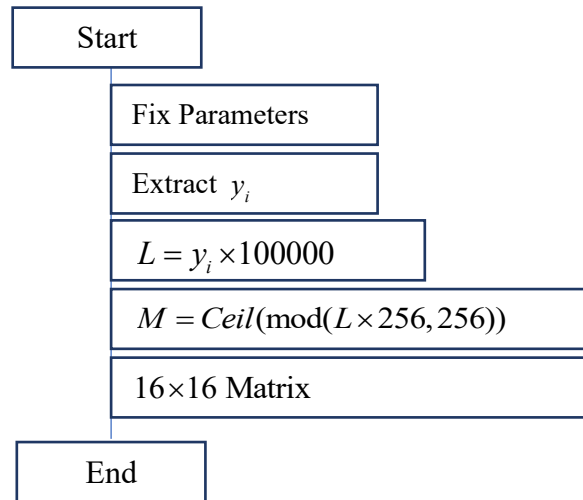 Start
Fix Parameters
Extract y_i
L = y_i × 100000
M = Ceil(mod(L × 256, 256))
16×16 Matrix
End